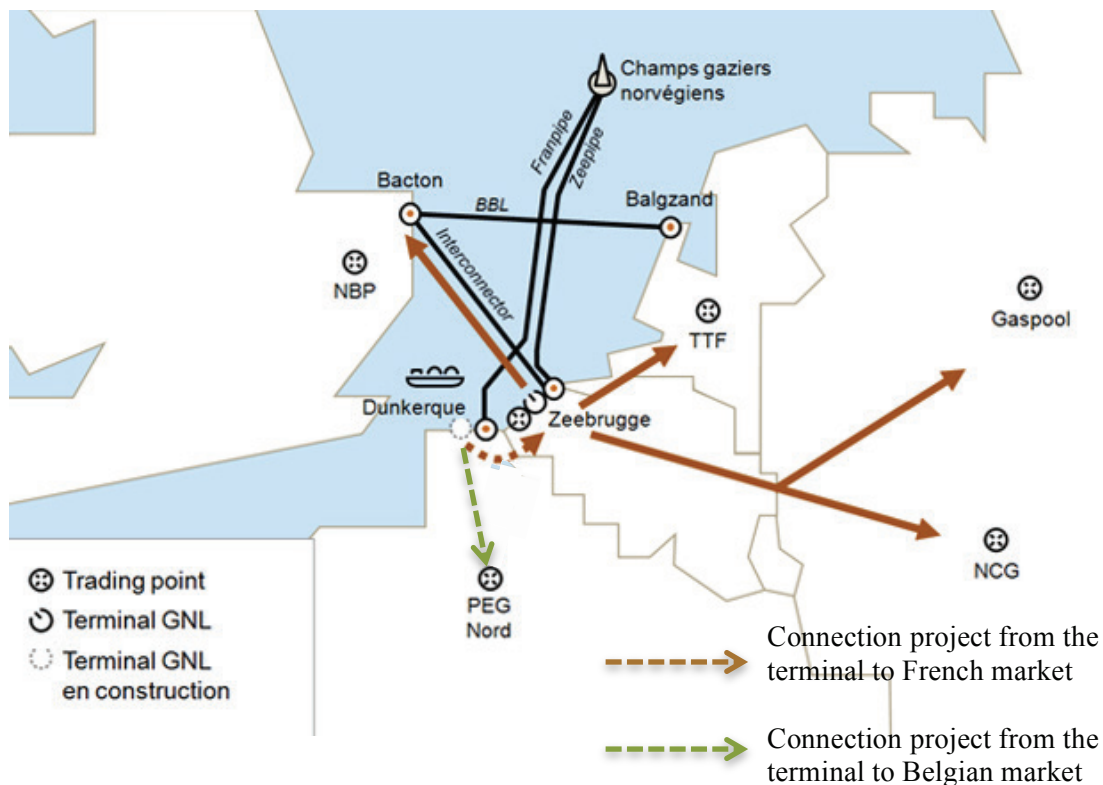 Champs gaziers
norvégiens
Franpipe
Zeepipe
Bacton
BBL
Balgzand
Interconnector
NBP
TTF
Gaspool
Dunkerque
Zeebrugge
NCG
PEG
Nord
Trading point
Terminal GNL
Terminal GNL
en construction
Connection project from the
terminal to French market
Connection project from the
terminal to Belgian market